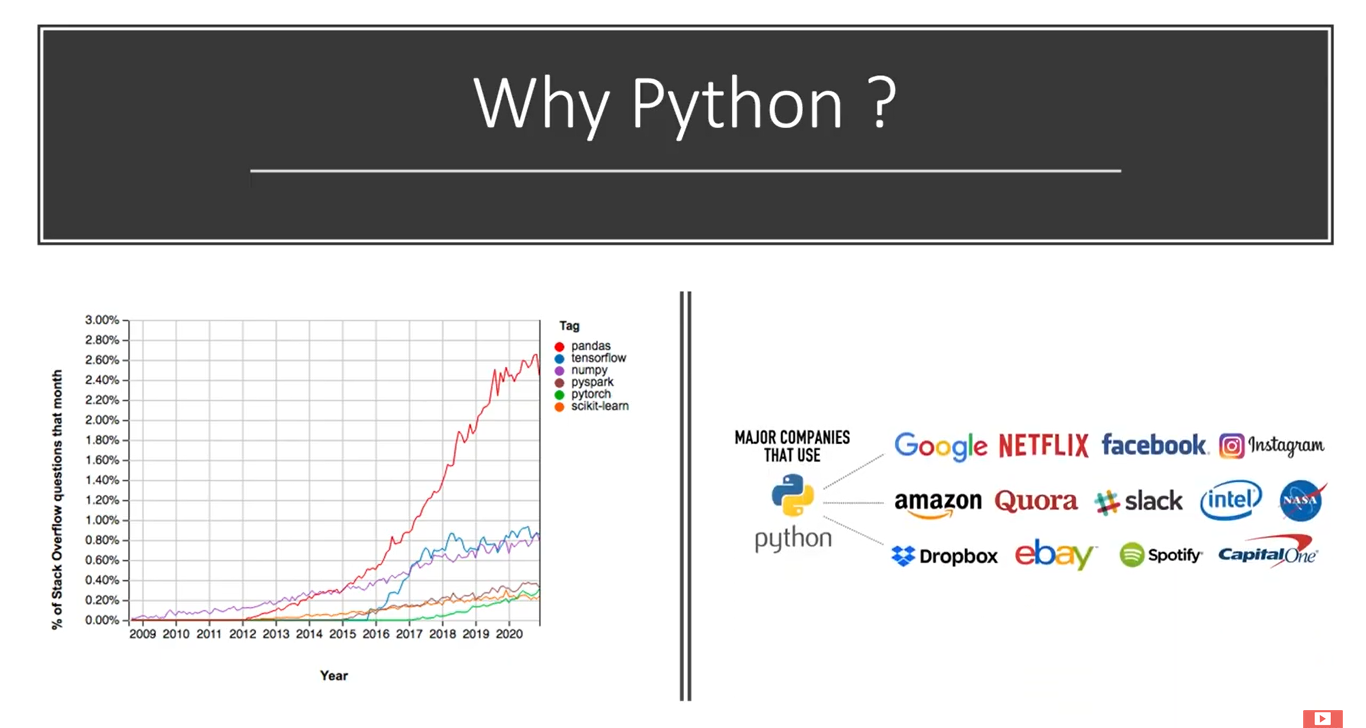 Why Python ?
3.00%
2.80%
2.60%
2.40%
2.20%
2.00%
1.80%
1.60%
1.40%
1.20%
1.00%
0.80%
0.60%
0.40%
0.20%
0.00%
% of Stack Overflow questions that month
2009 2010 2011 2012 2013 2014 2015 2016 2017 2018 2019 2020
Year
Tag
pandas
tensorflow
numpy
pyspark
pytorch
scikit-learn
MAJOR COMPANIES
THAT USE
python
Google NETFLIX facebook Instagram
amazon Quora slack intel NASA
Dropbox ebay Spotify CapitalOne